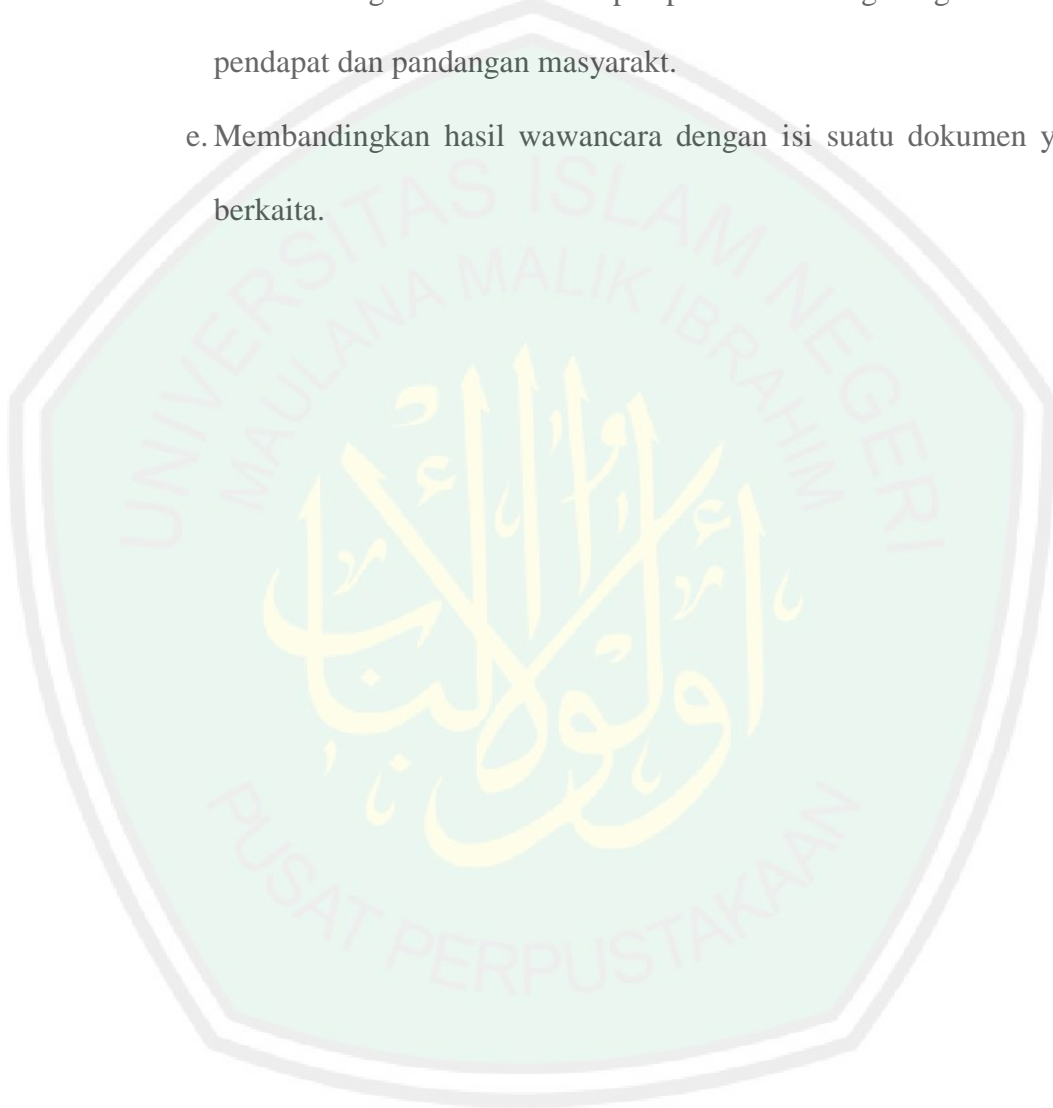 pendapat dan pandangan masyarakt.
e. Membandingkan hasil wawancara dengan isi suatu dokumen y
berkaita.
UNIVERSITAS ISLAM NEGERI
MAULANA MALIK IBRAHIM
PUSAT PERPUSTAKAAN